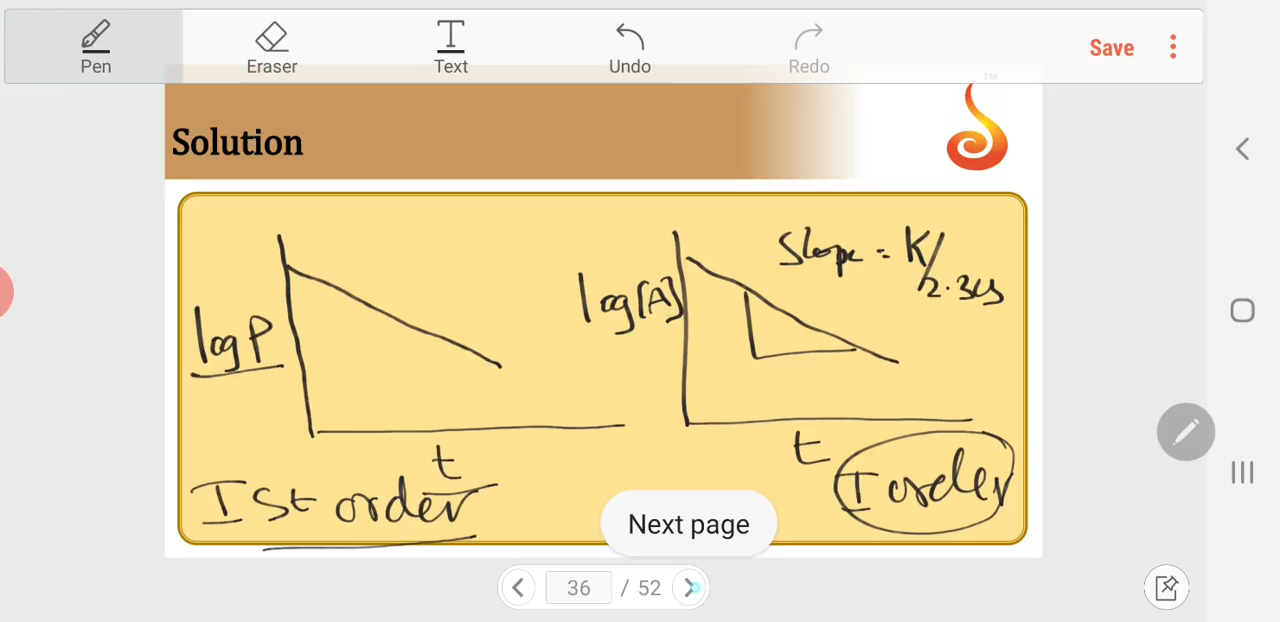 Pen
Eraser
Text
Undo
Redo
Save
TM
Solution
log P
t
Ist order
log[A]
Slope = K/2.303
t
I order
Next page
36 / 52